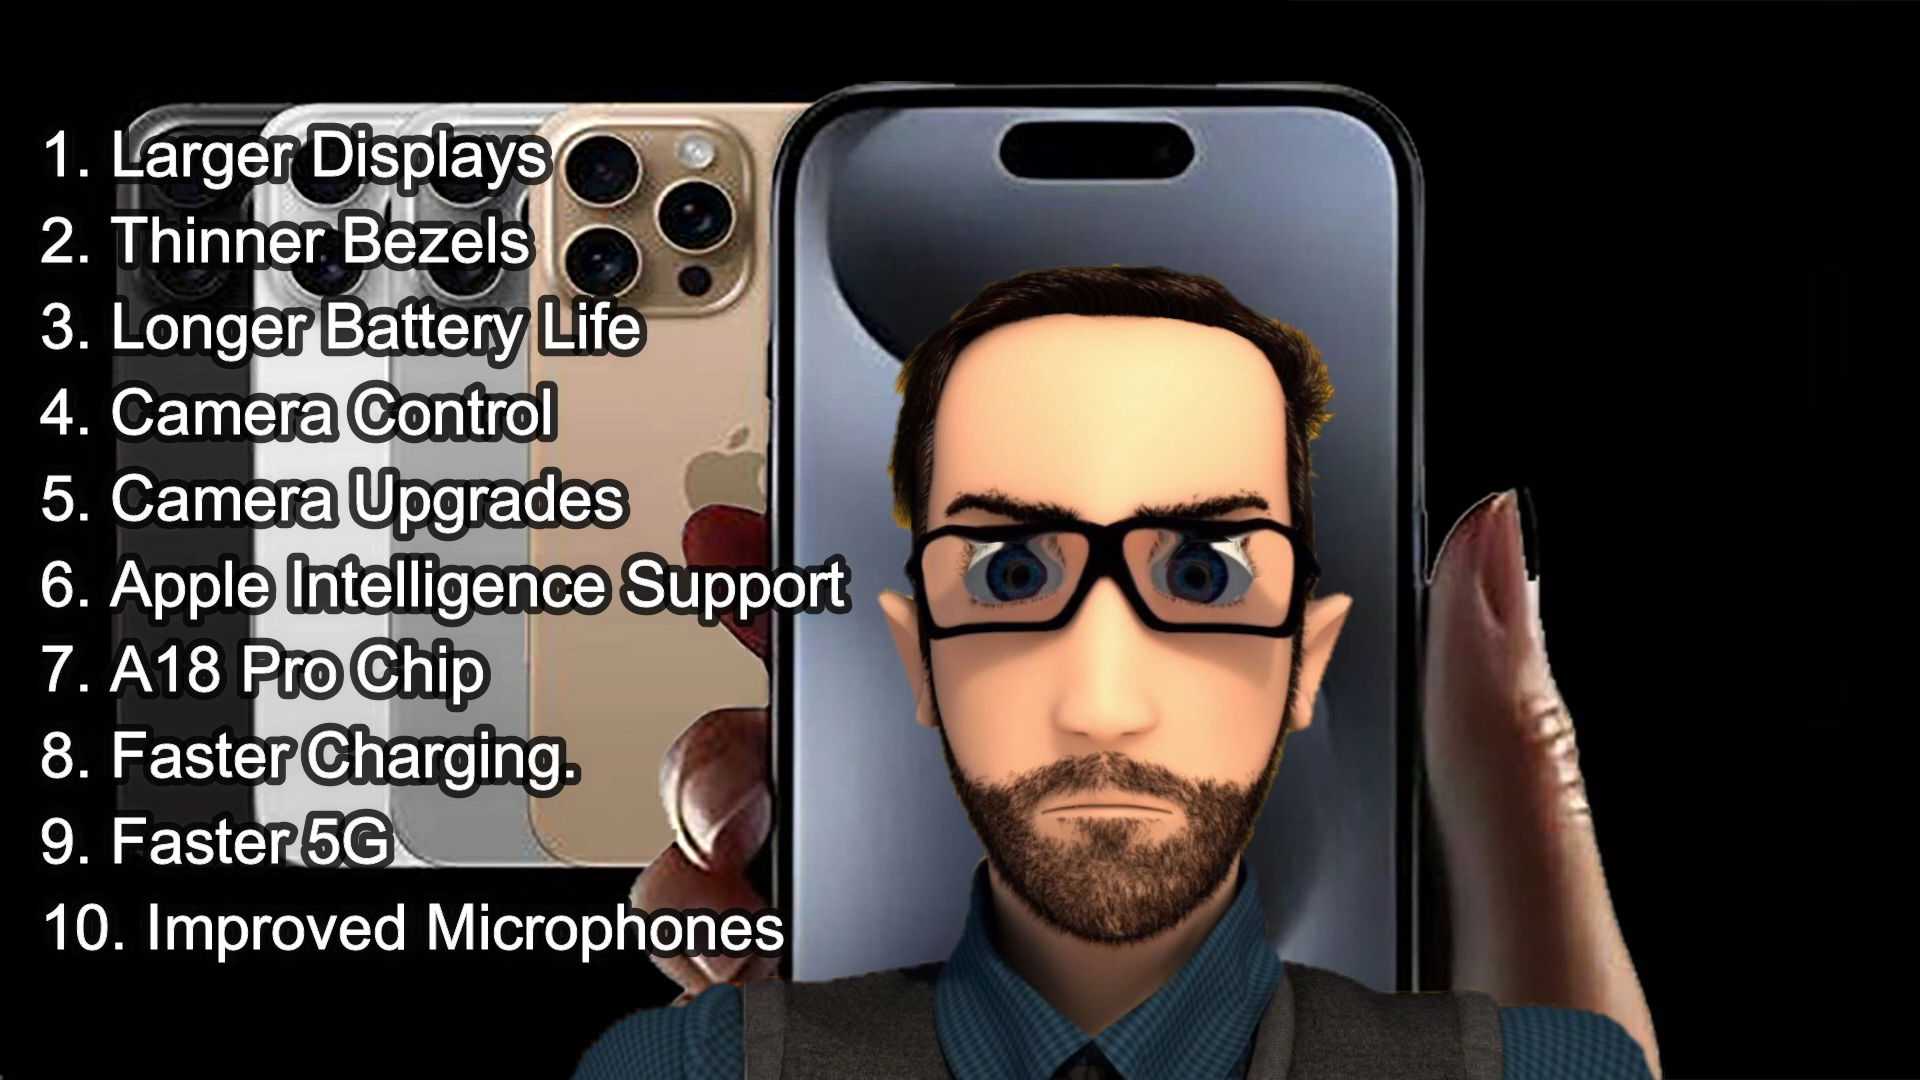 1. Larger Displays
2. Thinner Bezels
3. Longer Battery Life
4. Camera Control
5. Camera Upgrades
6. Apple Intelligence Support
7. A18 Pro Chip
8. Faster Charging.
9. Faster 5G
10. Improved Microphones